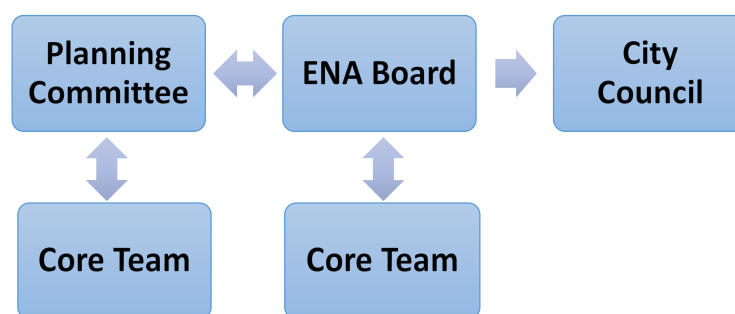 Planning
Committee
ENA Board
City
Council
Core Team
Core Team